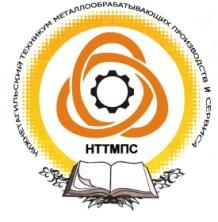 НИЖНЕТАГИЛЬСКИЙ ТЕХНИКУМ МЕТАЛЛООБРАБАТЫВАЮЩИХ ПРОИЗВОДСТВ И СЕРВИСА
НТТМПС